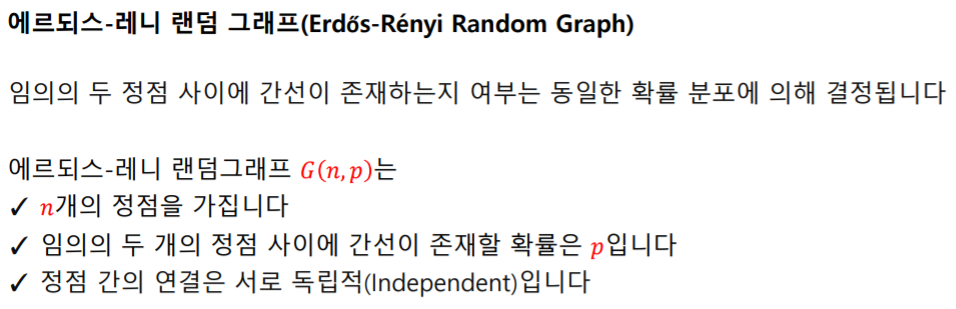 에르되스-레니 랜덤 그래프(Erdős-Rényi Random Graph)
임의의 두 정점 사이에 간선이 존재하는지 여부는 동일한 확률 분포에 의해 결정됩니다
에르되스-레니 랜덤그래프 G(n,p)는
✓ n개의 정점을 가집니다
✓ 임의의 두 개의 정점 사이에 간선이 존재할 확률은 p입니다
✓ 정점 간의 연결은 서로 독립적(Independent)입니다